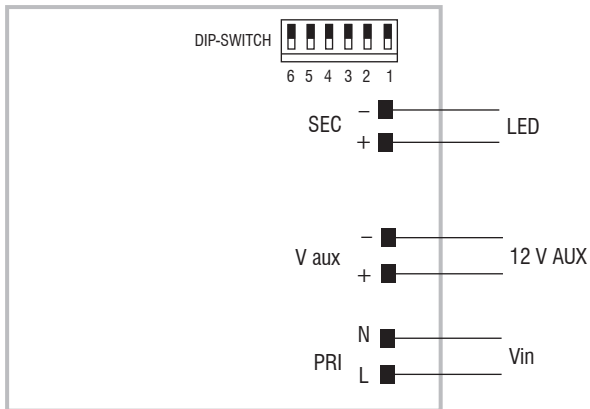 DIP-SWITCH
6 5 4 3 2 1
SEC
−
+
LED
V aux
−
+
12 V AUX
PRI
N
L
Vin